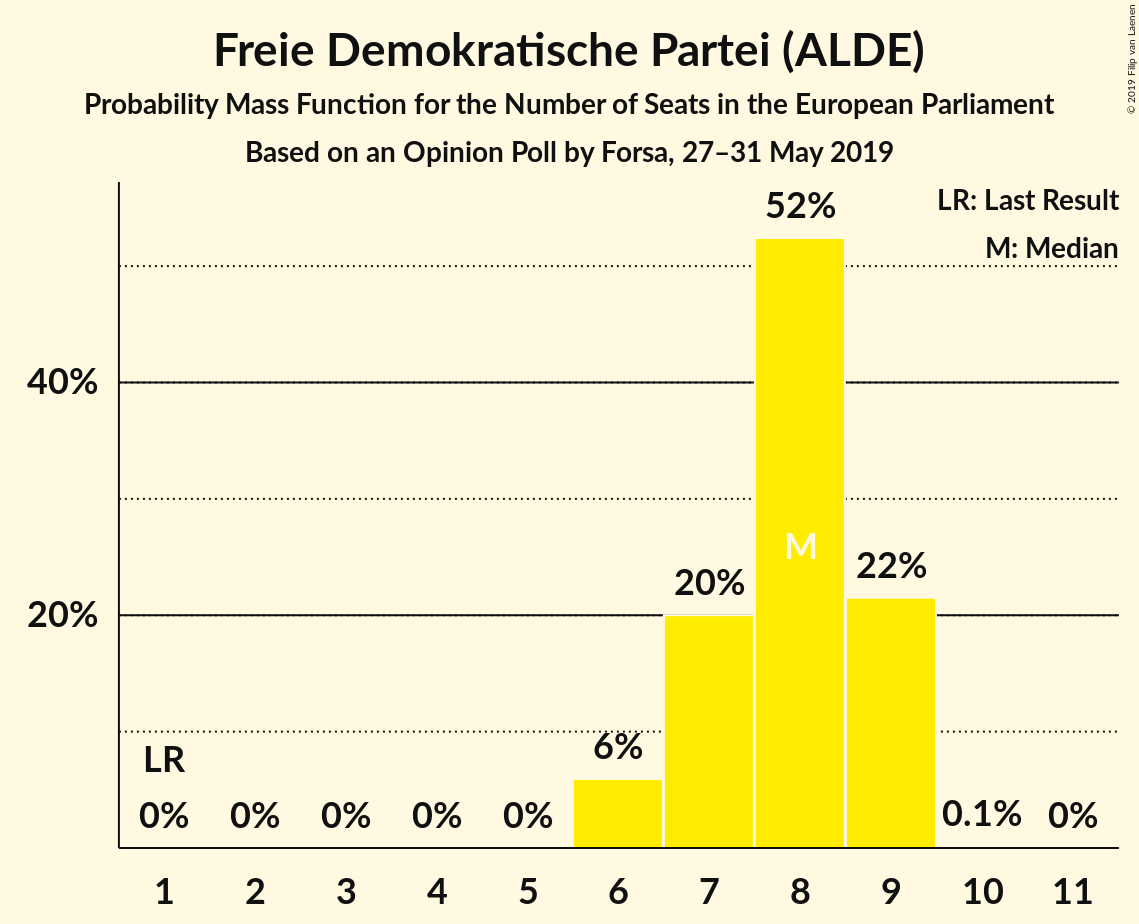 Freie Demokratische Partei (ALDE)
Probability Mass Function for the Number of Seats in the European Parliament
Based on an Opinion Poll by Forsa, 27–31 May 2019
© 2019 Filip van Laenen
LR: Last Result
M: Median
52%
40%
M
22%
20%
20%
6%
LR
0% 0% 0% 0% 0% 0.1% 0%
1 2 3 4 5 6 7 8 9 10 11